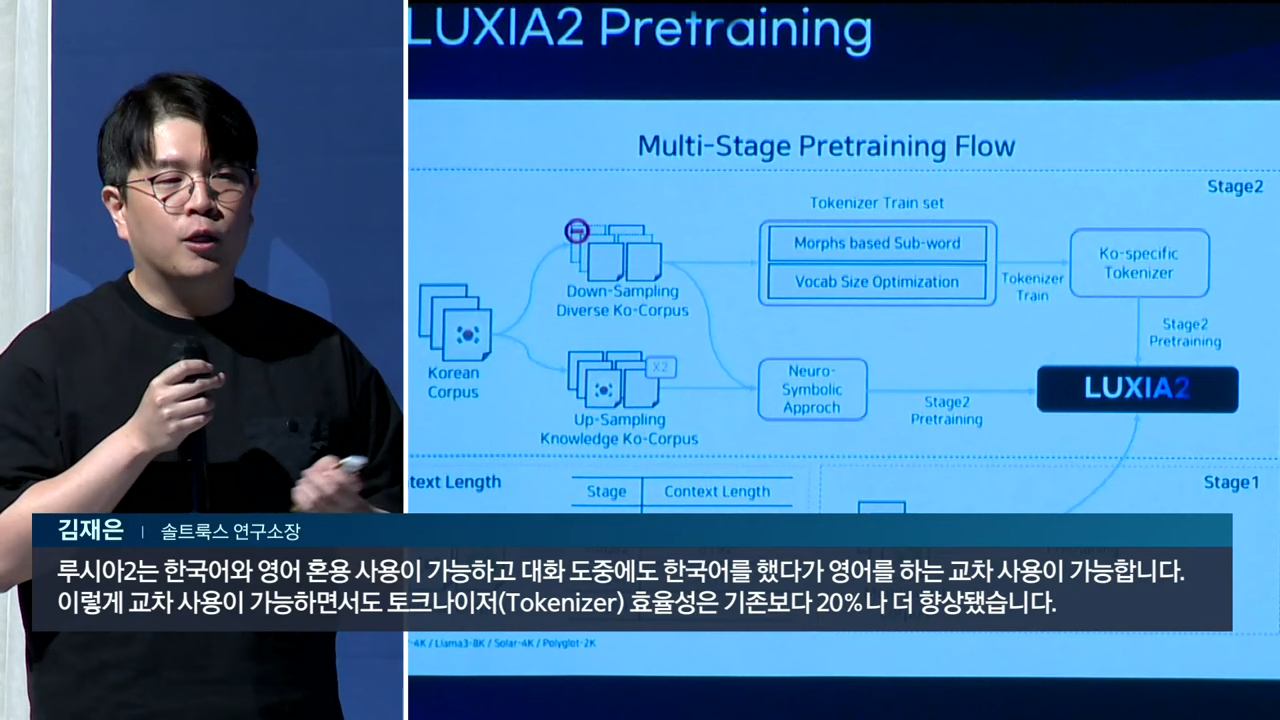 LUXIA2 Pretraining
Multi-Stage Pretraining Flow
Stage2
Tokenizer Train set
Morphs based Sub-word
Vocab Size Optimization
Tokenizer
Train
Ko-specific
Tokenizer
Down-Sampling
Diverse Ko-Corpus
Stage2
Pretraining
Korean
Corpus
X2
Up-Sampling
Knowledge Ko-Corpus
Neuro-
Symbolic
Approch
Stage2
Pretraining
LUXIA2
text Length
Stage
Context Length
Stage1
김재은 | 솔트룩스 연구소장
루시아2는 한국어와 영어 혼용 사용이 가능하고 대화 도중에도 한국어를 했다가 영어를 하는 교차 사용이 가능합니다.
이렇게 교차 사용이 가능하면서도 토크나이저(Tokenizer) 효율성은 기존보다 20%나 더 향상됐습니다.
-4K / Llama3-8K / Solar-4K / Polyglot-2K